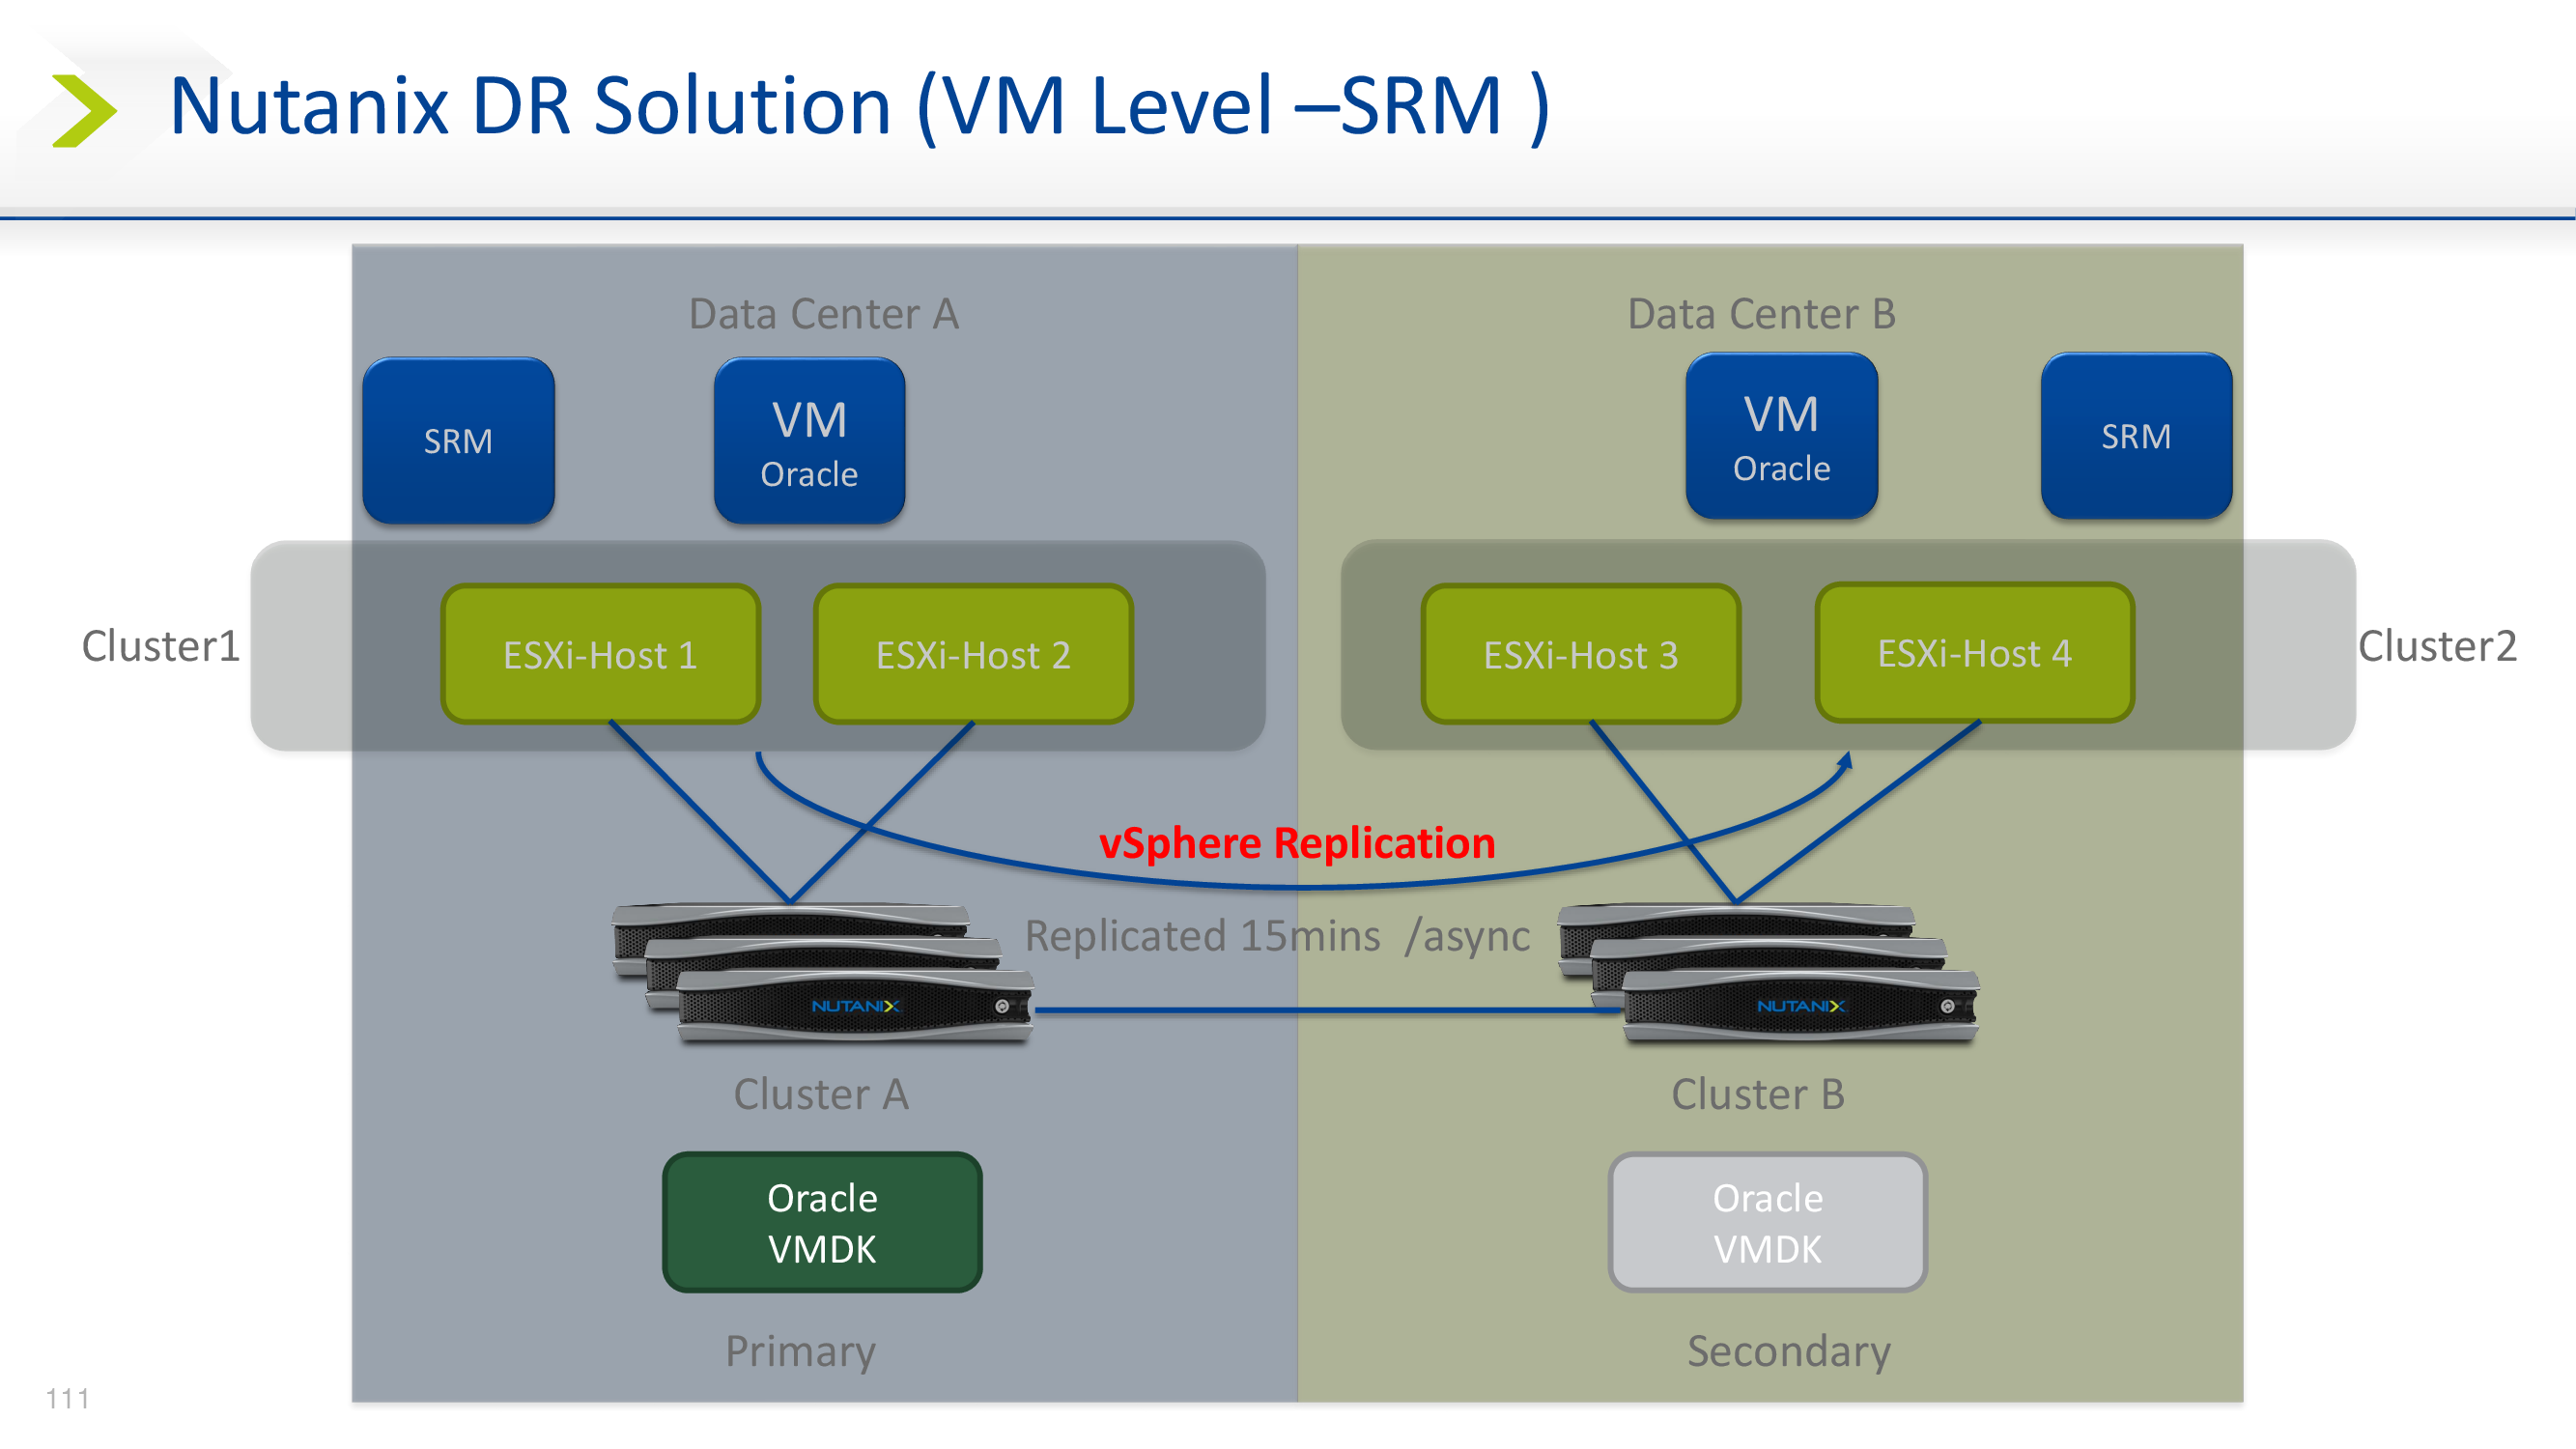 Nutanix DR Solution (VM Level –SRM )
Data Center A
Data Center B
SRM
VM
Oracle
VM
Oracle
SRM
Cluster1
ESXi-Host 1
ESXi-Host 2
ESXi-Host 3
ESXi-Host 4
Cluster2
vSphere Replication
Replicated 15mins /async
NUTANIX
NUTANIX
Cluster A
Cluster B
Oracle
VMDK
Oracle
VMDK
Primary
Secondary
111